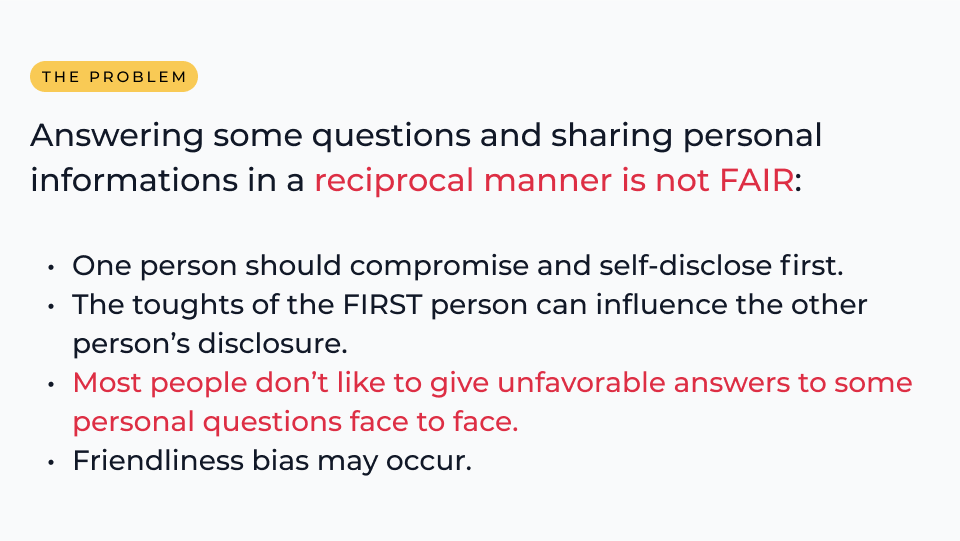 THE PROBLEM
Answering some questions and sharing personal
informations in a reciprocal manner is not FAIR:
• One person should compromise and self-disclose first.
• The toughts of the FIRST person can influence the other
person’s disclosure.
• Most people don’t like to give unfavorable answers to some
personal questions face to face.
• Friendliness bias may occur.